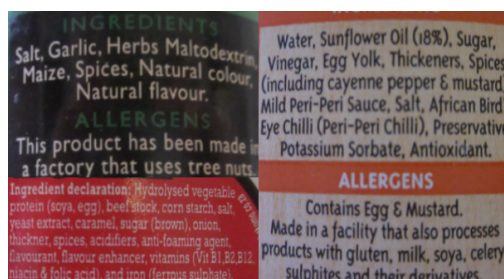 INGREDIENTS
Salt, Garlic, Herbs Maltodextrin,
Maize, Spices, Natural colour,
Natural flavour.
ALLERGENS
This product has been made in
a factory that uses tree nuts.
Ingredient declaration: Hydrolysed vegetable
protein (soya, egg), beef stock, corn starch, salt,
yeast extract, caramel, sugar (brown), onion,
thickner, spices, acidifiers, anti-foaming agent,
flavourant, flavour enhancer, vitamins (Vit B1,B2,B12,
niacin & folic acid), and iron (ferrous sulphate).
Water, Sunflower Oil (18%), Sugar,
Vinegar, Egg Yolk, Thickeners, Spices
(including cayenne pepper & mustard
Mild Peri-Peri Sauce, Salt, African Bird
Eye Chilli (Peri-Peri Chilli), Preservative
Potassium Sorbate, Antioxidant.
ALLERGENS
Contains Egg & Mustard.
Made in a facility that also processes
products with gluten, milk, soya, celery
sulphites and their derivatives